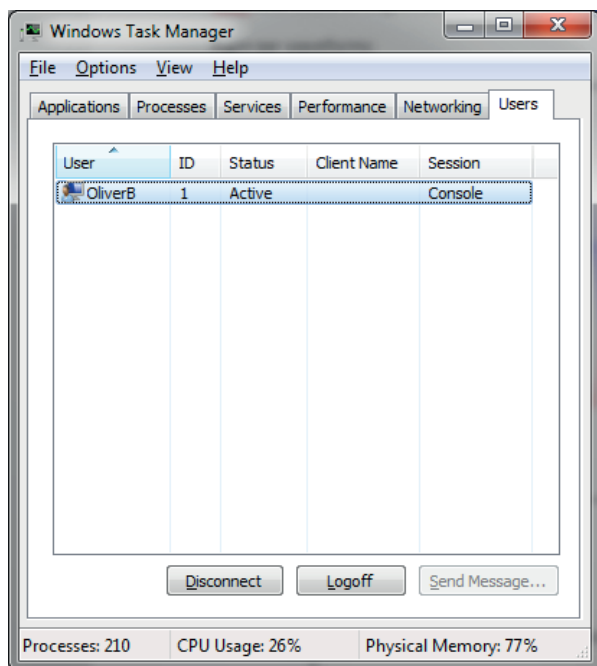 Windows Task Manager
File Options View Help
Applications Processes Services Performance Networking Users
User ID Status Client Name Session
OliverB 1 Active Console
Disconnect Logoff Send Message...
Processes: 210 CPU Usage: 26% Physical Memory: 77%